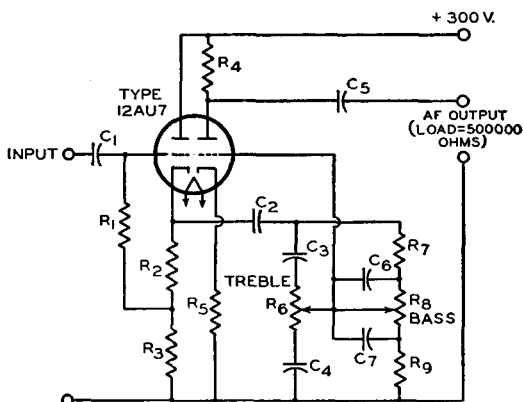 + 300 V.
R4
TYPE
12AU7
C5
AF OUTPUT
(LOAD=500000
OHMS)
C1
INPUT
C2
R1
R7
C3
C6
R2
TREBLE
R6
R8
BASS
R5
C7
R3
C4
R9